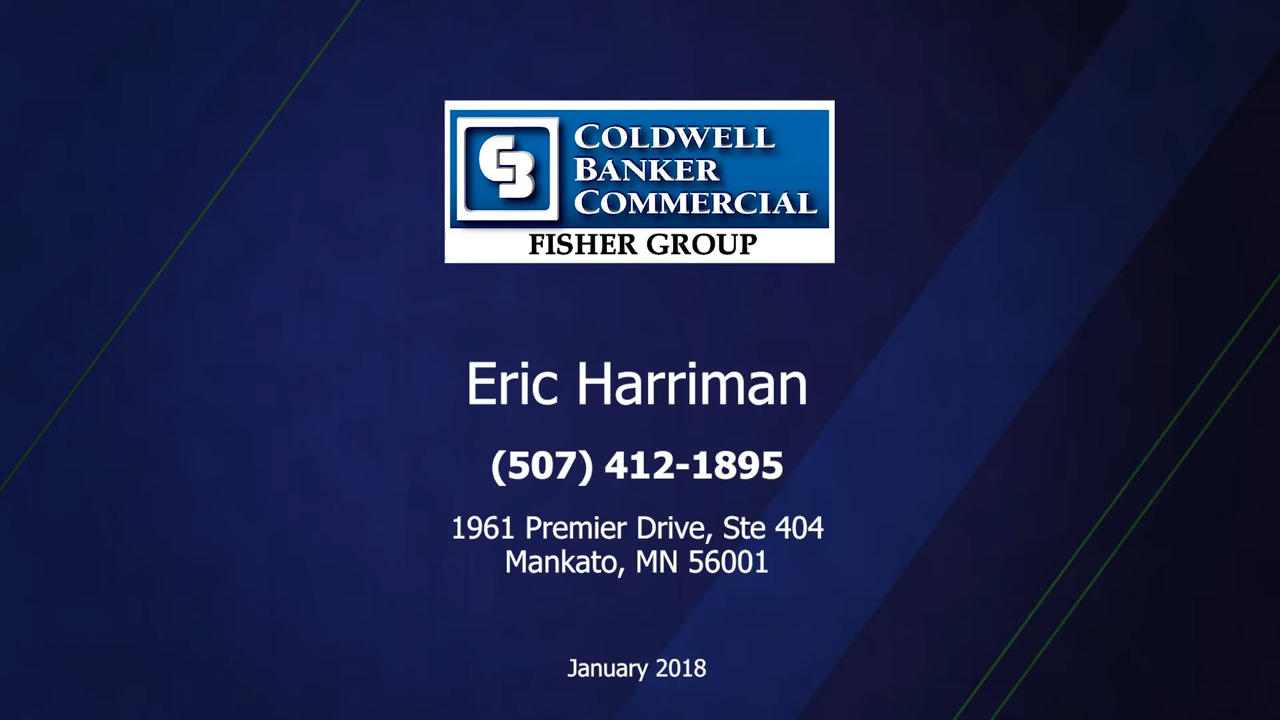 CB
COLDWELL
BANKER
COMMERCIAL
FISHER GROUP
Eric Harriman
(507) 412-1895
1961 Premier Drive, Ste 404
Mankato, MN 56001
January 2018